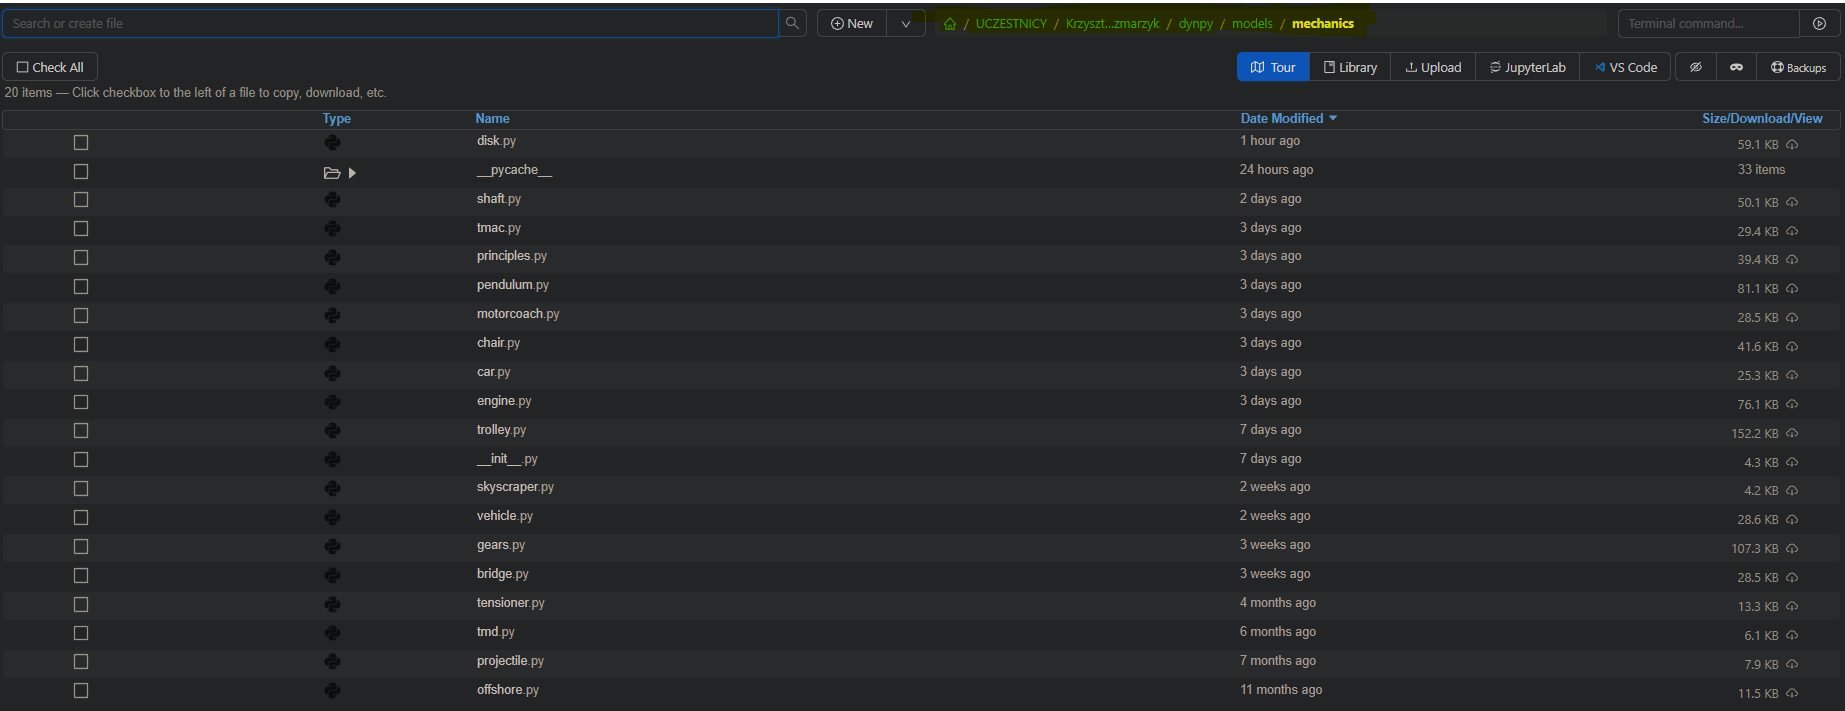 Search or create file New / UCZESTNICY / Krzyszt...zmarzyk / dynpy / models / mechanics Terminal command...
Check All Tour Library Upload JupyterLab VS Code Backups
20 items — Click checkbox to the left of a file to copy, download, etc.
Type Name Date Modified Size/Download/View
disk.py 1 hour ago 59.1 KB
__pycache__ 24 hours ago 33 items
shaft.py 2 days ago 50.1 KB
tmac.py 3 days ago 29.4 KB
principles.py 3 days ago 39.4 KB
pendulum.py 3 days ago 81.1 KB
motorcoach.py 3 days ago 28.5 KB
chair.py 3 days ago 41.6 KB
car.py 3 days ago 25.3 KB
engine.py 3 days ago 76.1 KB
trolley.py 7 days ago 152.2 KB
__init__.py 7 days ago 4.3 KB
skyscraper.py 2 weeks ago 4.2 KB
vehicle.py 2 weeks ago 28.6 KB
gears.py 3 weeks ago 107.3 KB
bridge.py 3 weeks ago 28.5 KB
tensioner.py 4 months ago 13.3 KB
tmd.py 6 months ago 6.1 KB
projectile.py 7 months ago 7.9 KB
offshore.py 11 months ago 11.5 KB